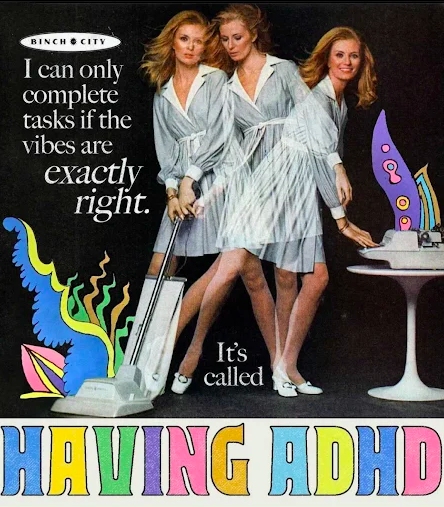 BINCH CITY
I can only
complete
tasks if the
vibes are
exactly
right.
It's
called
HAVING ADHD